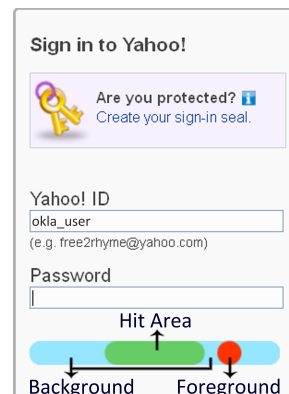 Sign in to Yahoo!
Are you protected?
Create your sign-in seal.
Yahoo! ID
okla_user
(e.g. free2rhyme@yahoo.com)
Password
Hit Area
Background Foreground